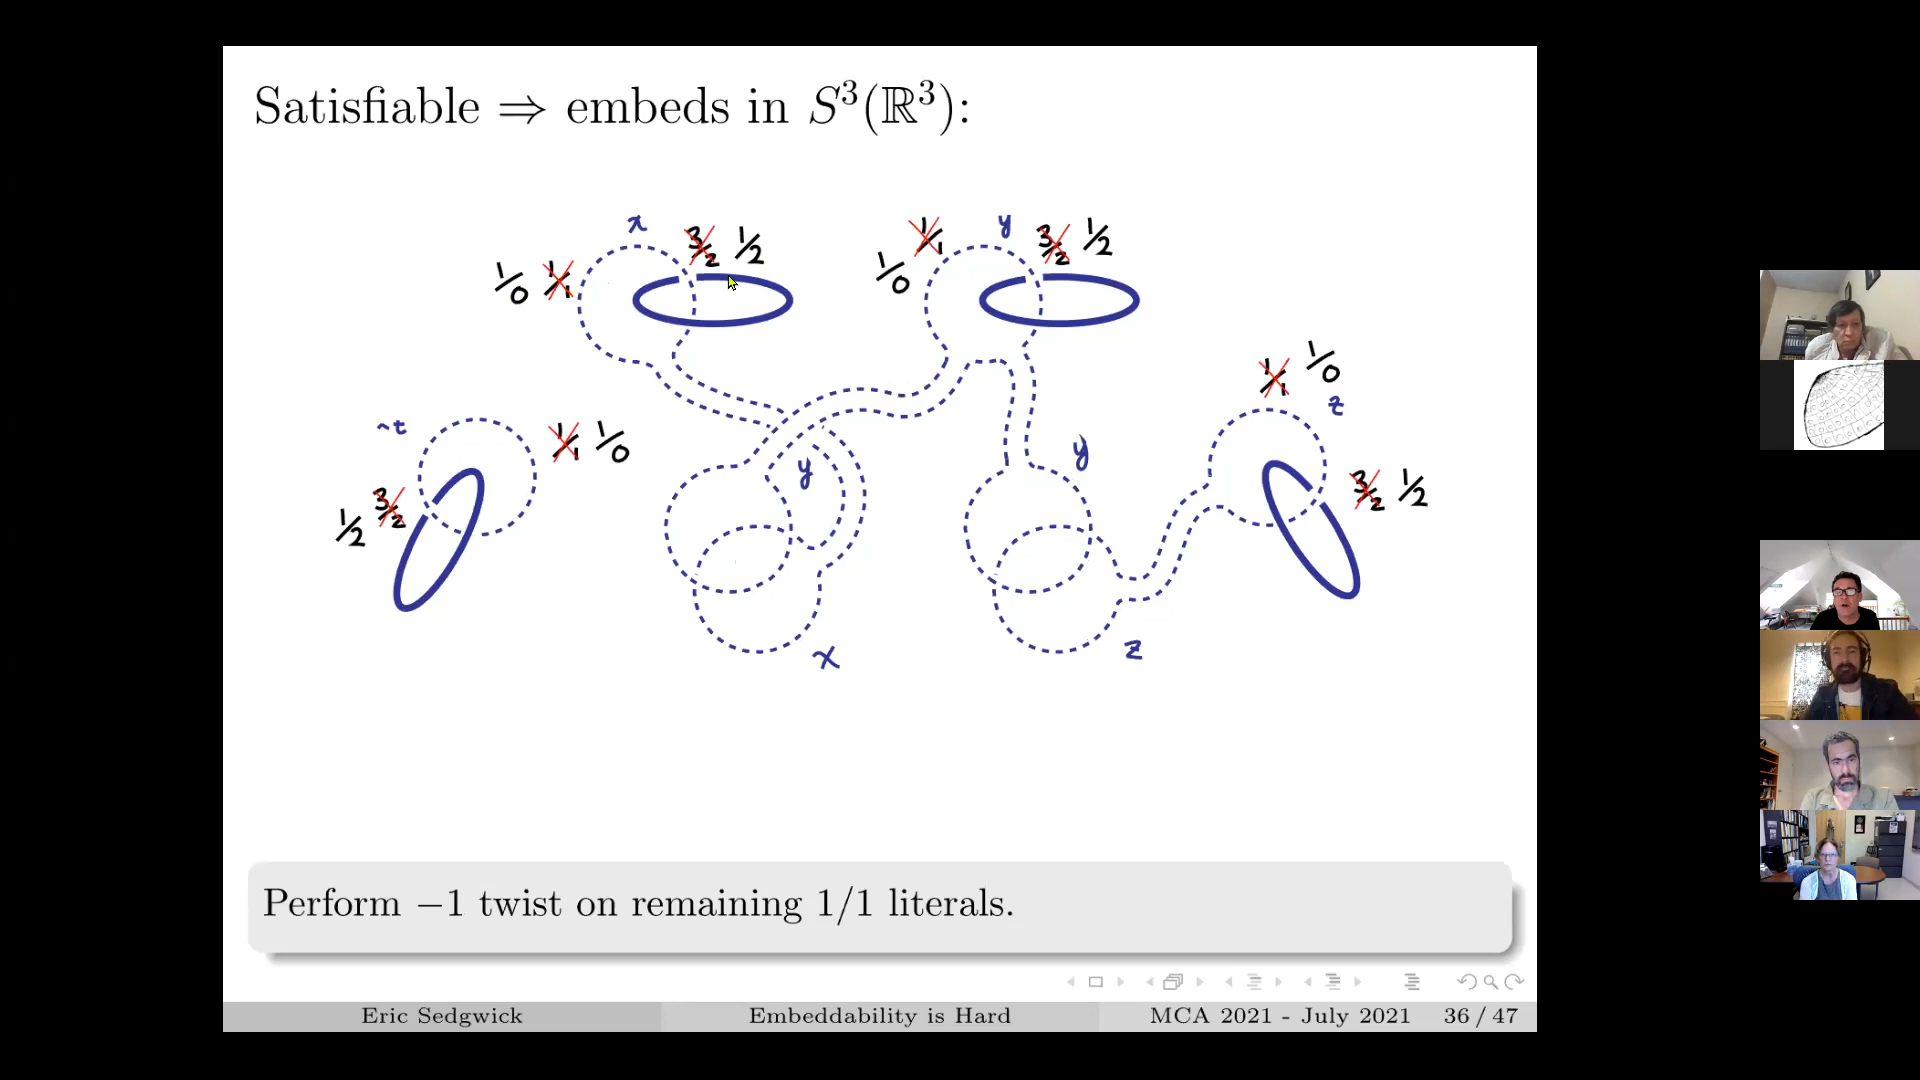 Satisfiable ⇒ embeds in S³(ℝ³):
x 3/2 1/2
1/0 1/1
1/1 y 3/2 1/2
1/0
1/1 1/0
z
¬t 1/1 1/0
1/2 3/2
y
y
3/2 1/2
x
z
Perform −1 twist on remaining 1/1 literals.
Eric Sedgwick Embeddability is Hard MCA 2021 - July 2021 36 / 47